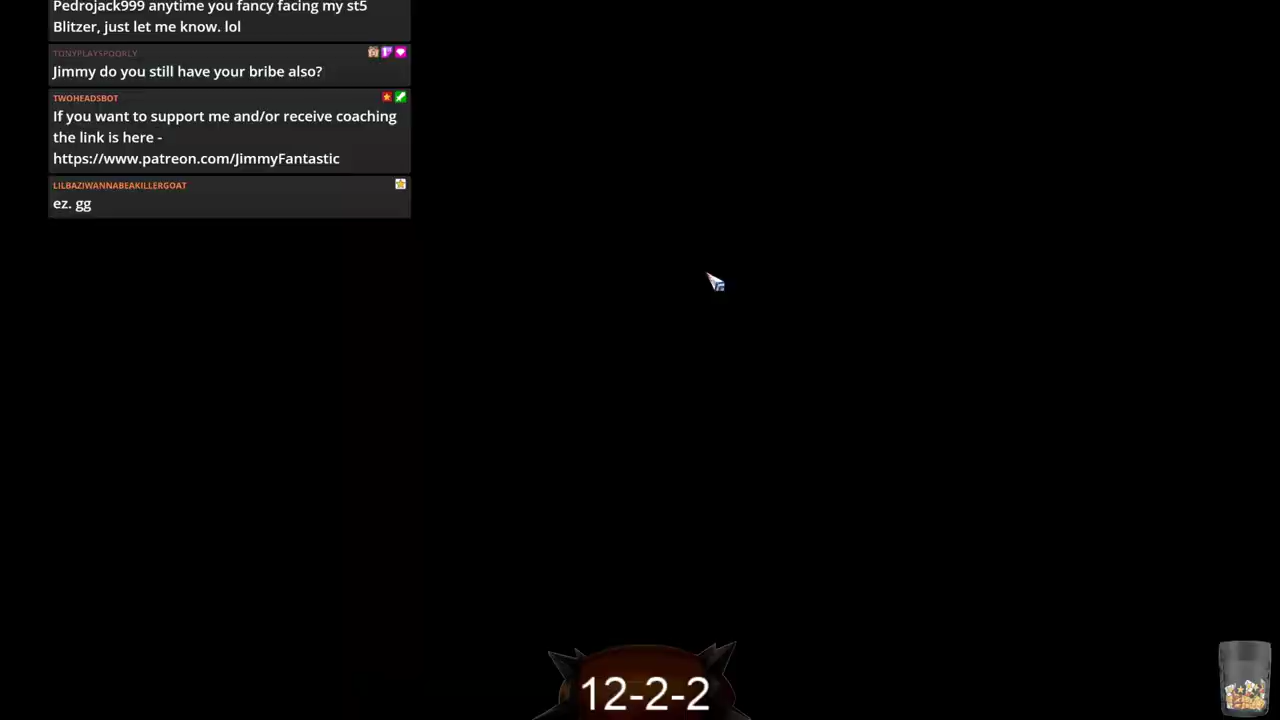 Pedrojack999 anytime you fancy facing my st5
Blitzer, just let me know. lol
TONYPLAYSPOORLY
Jimmy do you still have your bribe also?
TWOHEADSBOT
If you want to support me and/or receive coaching
the link is here -
https://www.patreon.com/JimmyFantastic
LILBAZIWANNABEAKILLERGOAT
ez. gg
12-2-2